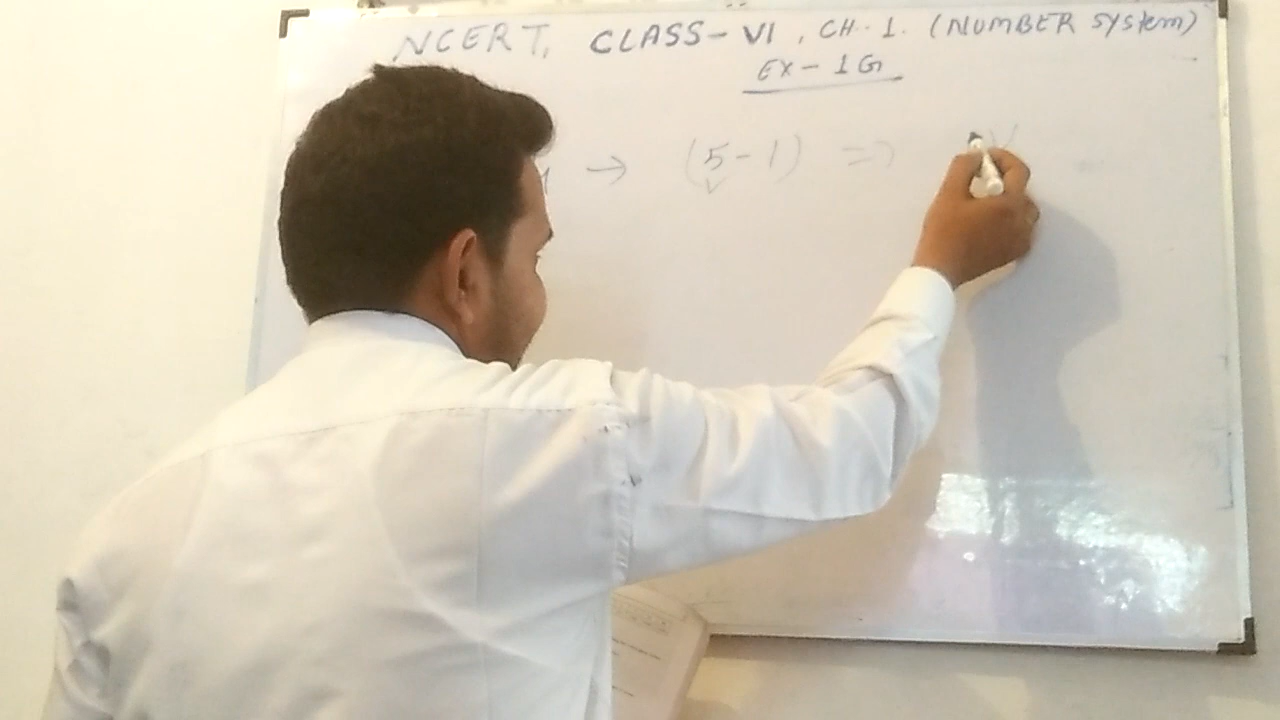 NCERT, CLASS-VI, CH. 1. (NUMBER SYStem)
EX-1G
→ (5-1) =>